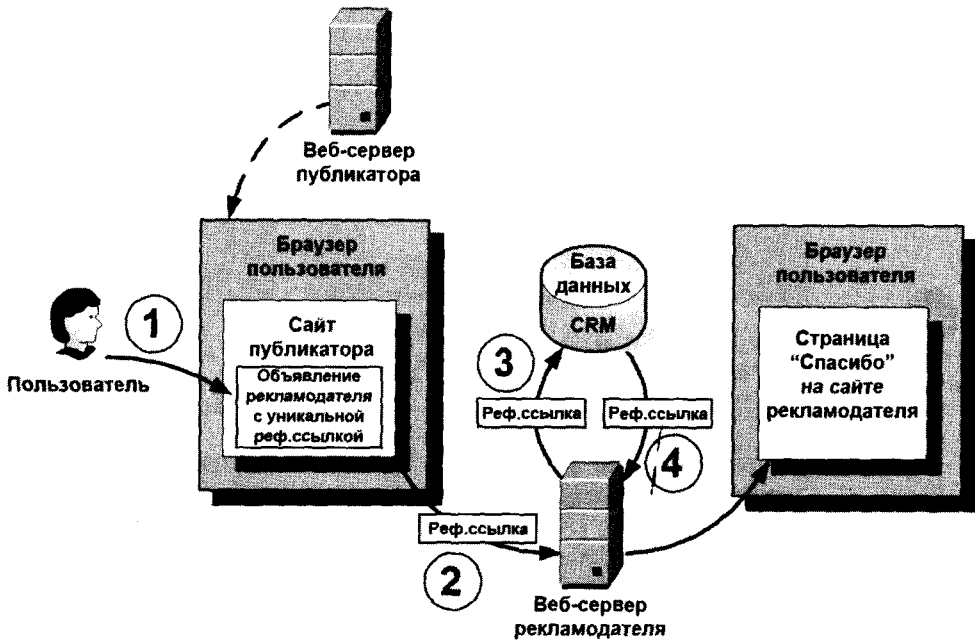 Веб-сервер
публикатора
Браузер
пользователя
1
Пользователь
Сайт
публикатора
Объявление
рекламодателя
с уникальной
реф.ссылкой
Реф.ссылка
2
База
данных
CRM
3
Реф.ссылка
Реф.ссылка
4
Веб-сервер
рекламодателя
Браузер
пользователя
Страница
“Спасибо”
на сайте
рекламодателя